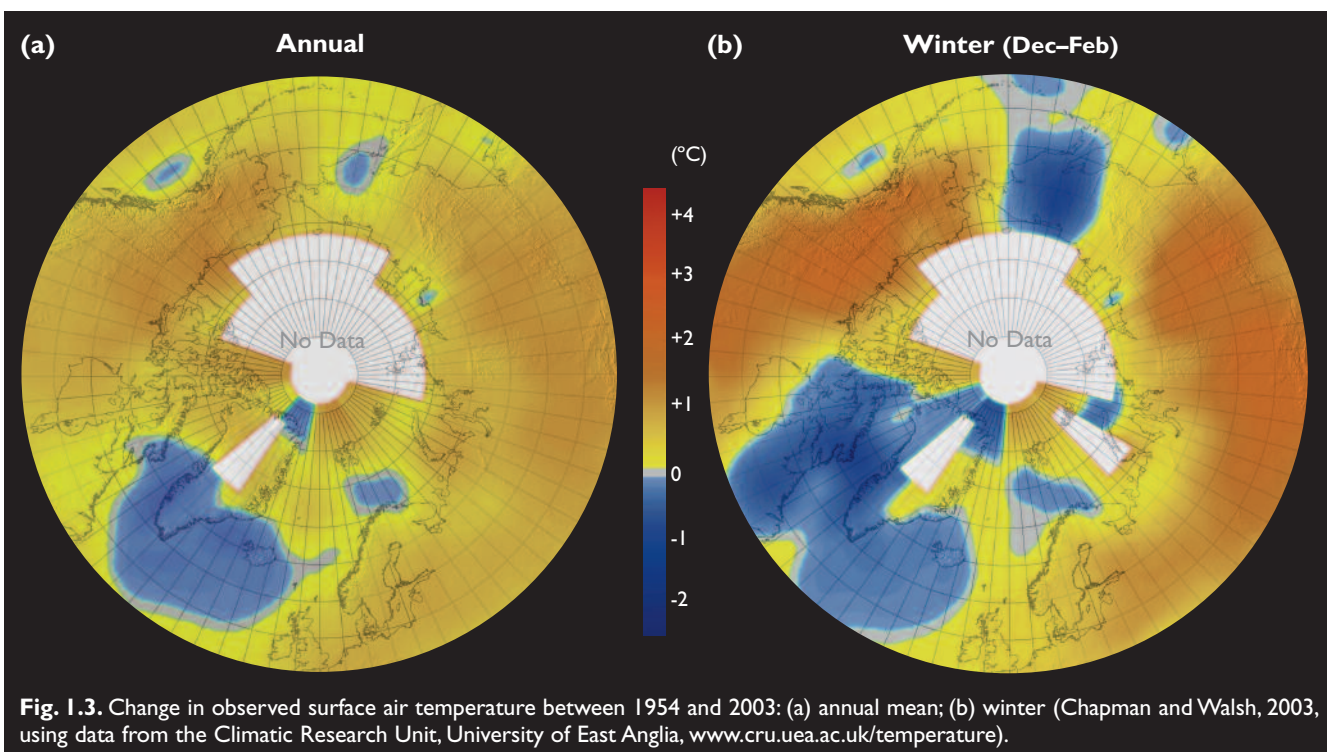 (a) Annual
(b) Winter (Dec–Feb)
(ºC)
+4
+3
+2
+1
0
-1
-2
No Data
No Data
Fig. 1.3. Change in observed surface air temperature between 1954 and 2003: (a) annual mean; (b) winter (Chapman and Walsh, 2003,
using data from the Climatic Research Unit, University of East Anglia, www.cru.uea.ac.uk/temperature).